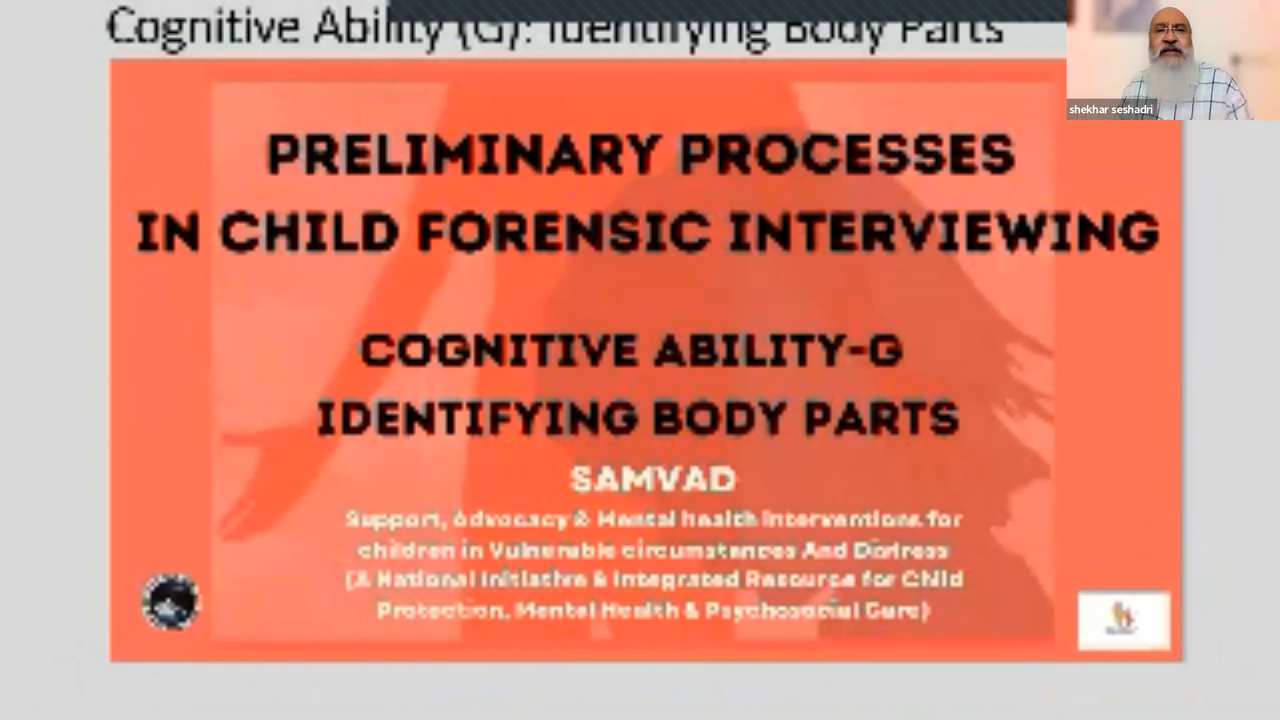 Cognitive Ability (G): Identifying Body Parts
shekhar seshadri
PRELIMINARY PROCESSES
IN CHILD FORENSIC INTERVIEWING
COGNITIVE ABILITY-G
IDENTIFYING BODY PARTS
SAMVAD
Support, Advocacy & Mental health interventions for
children in Vulnerable circumstances And Distress
(A National Initiative & Integrated Resource for Child
Protection, Mental Health & Psychosocial Care)